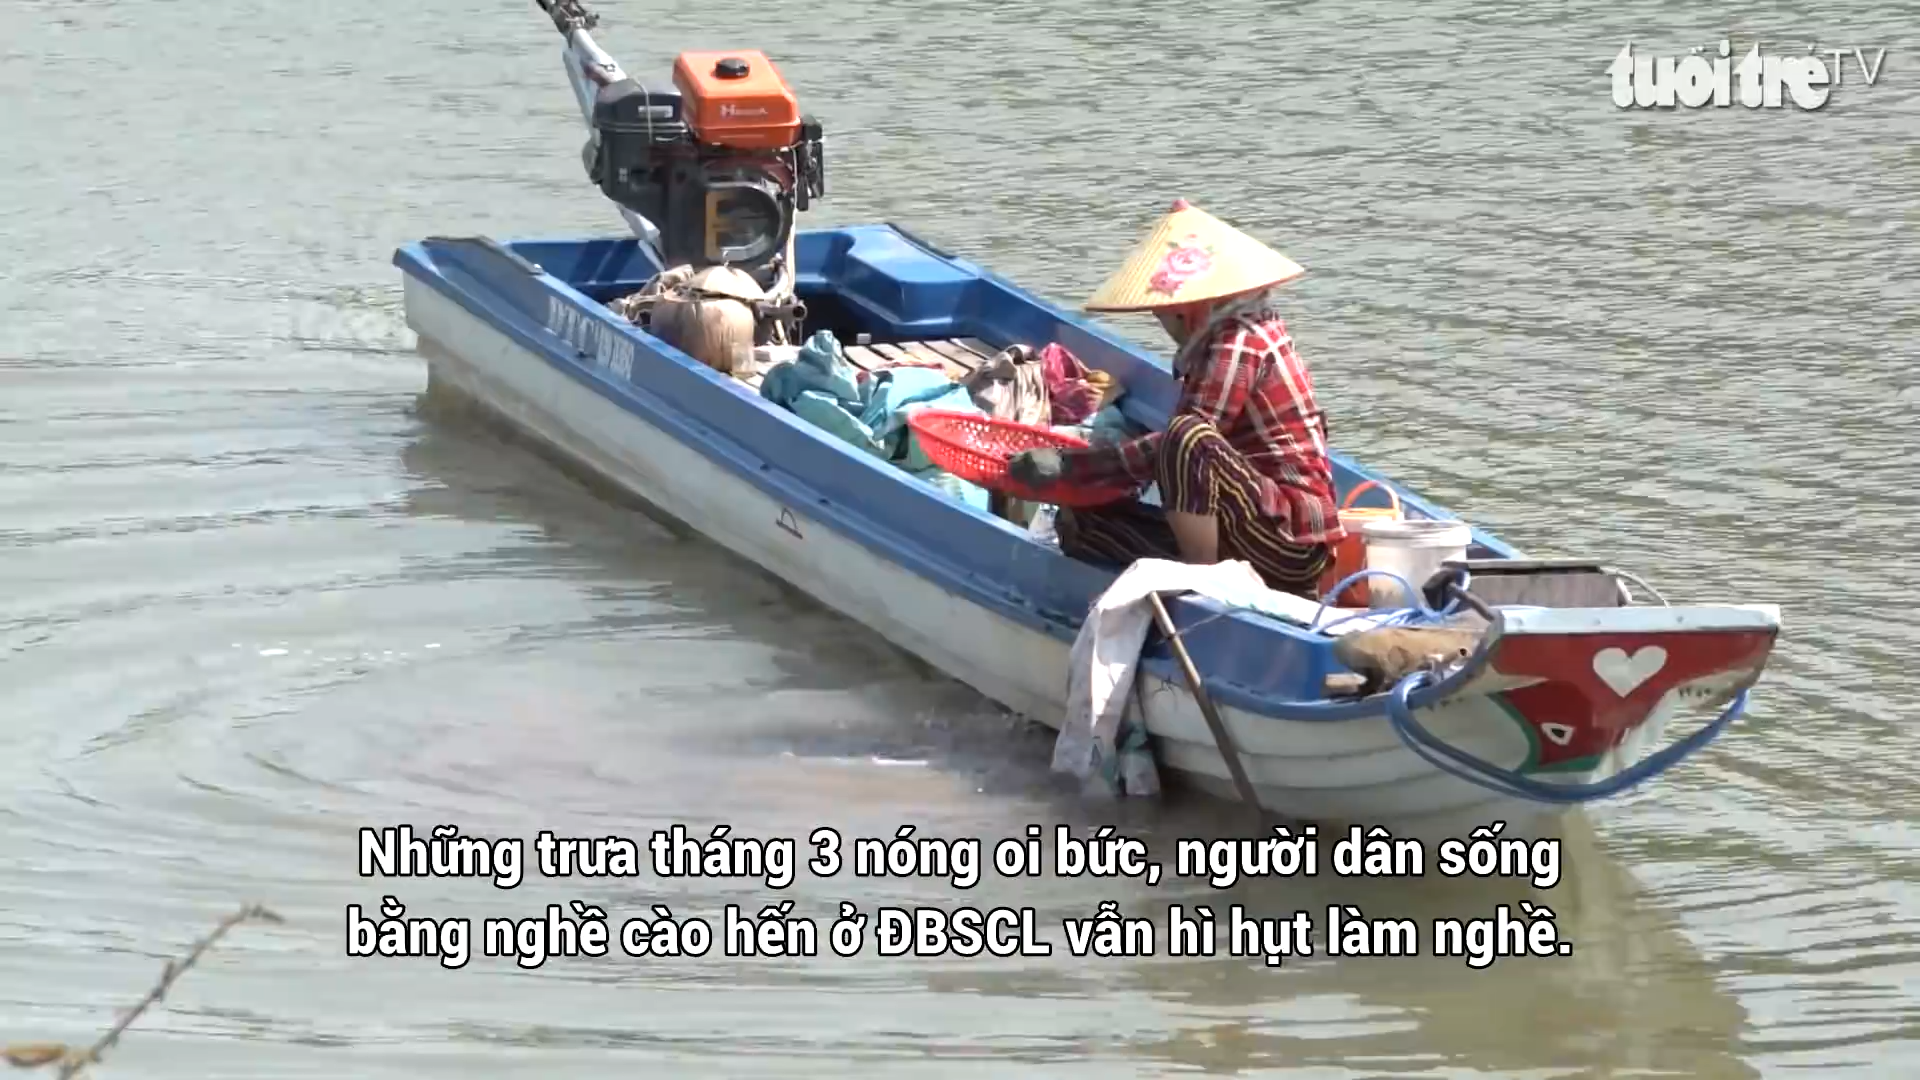 tuổi trẻ TV
Những trưa tháng 3 nóng oi bức, người dân sống
bằng nghề cào hến ở ĐBSCL vẫn hì hụt làm nghề.